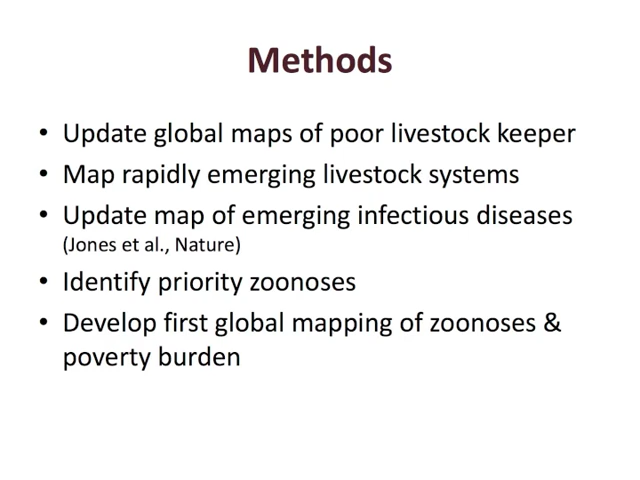 Methods
• Update global maps of poor livestock keeper
• Map rapidly emerging livestock systems
• Update map of emerging infectious diseases
(Jones et al., Nature)
• Identify priority zoonoses
• Develop first global mapping of zoonoses &
poverty burden